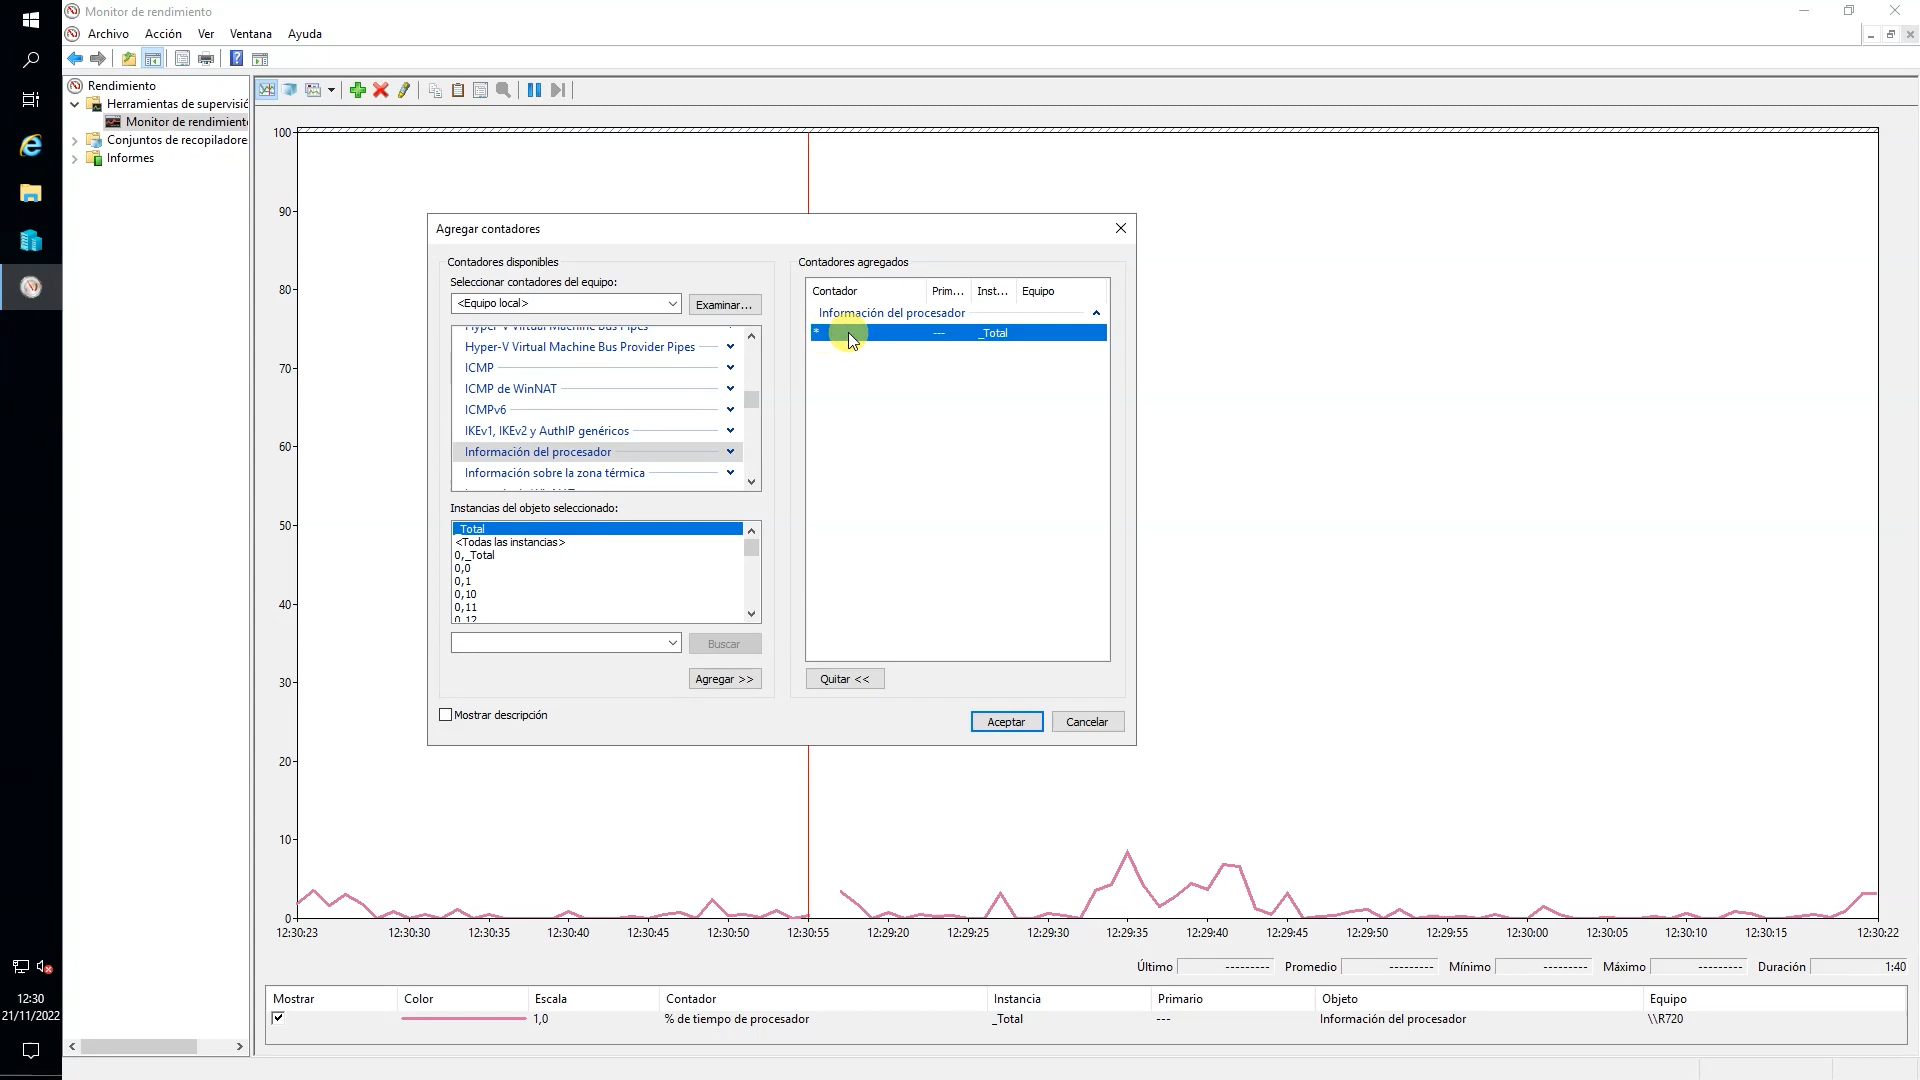 Monitor de rendimiento
Archivo Acción Ver Ventana Ayuda
Rendimiento
Herramientas de supervisió
Monitor de rendimient
Conjuntos de recopiladore
Informes
Agregar contadores
Contadores disponibles
Seleccionar contadores del equipo:
<Equipo local>
Examinar...
Hyper-V Virtual Machine Bus Pipes
Hyper-V Virtual Machine Bus Provider Pipes
ICMP
ICMP de WinNAT
ICMPv6
IKEv1, IKEv2 y AuthIP genéricos
Información del procesador
Información sobre la zona térmica
Instancias del objeto seleccionado:
_Total
<Todas las instancias>
0,_Total
0,0
0,1
0,10
0,11
0,12
Buscar
Agregar >>
Mostrar descripción
Contadores agregados
Contador Prim... Inst... Equipo
Información del procesador
* --- _Total
Quitar <<
Aceptar
Cancelar
100
90
80
70
60
50
40
30
20
10
0
12:30:23 12:30:30 12:30:35 12:30:40 12:30:45 12:30:50 12:30:55 12:29:20 12:29:25 12:29:30 12:29:35 12:29:40 12:29:45 12:29:50 12:29:55 12:30:00 12:30:05 12:30:10 12:30:15 12:30:22
Último --------- Promedio --------- Mínimo --------- Máximo --------- Duración 1:40
Mostrar Color Escala Contador Instancia Primario Objeto Equipo
1,0 % de tiempo de procesador _Total --- Información del procesador \\R720
12:30
21/11/2022